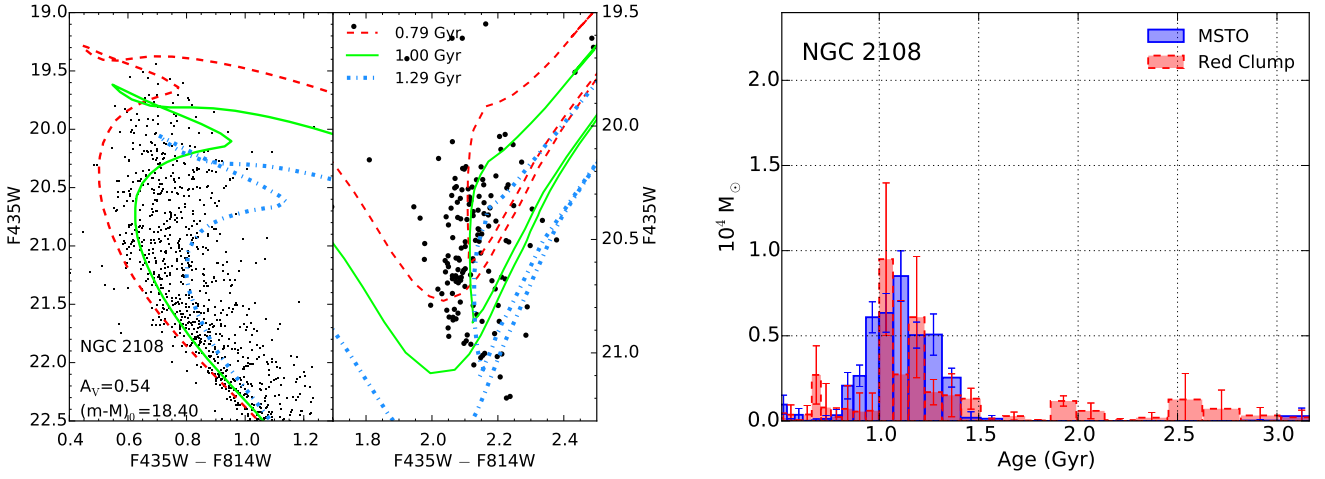 19.0
19.5
20.0
20.5
21.0
21.5
22.0
22.5
F435W
0.4 0.6 0.8 1.0 1.2
F435W − F814W
NGC 2108
A_V=0.54
(m-M)_0=18.40
0.79 Gyr
1.00 Gyr
1.29 Gyr
1.8 2.0 2.2 2.4
F435W − F814W
19.5
20.0
20.5
21.0
F435W
NGC 2108
MSTO
Red Clump
2.0
1.5
1.0
0.5
0.0
10^4 M_⊙
1.0 1.5 2.0 2.5 3.0
Age (Gyr)